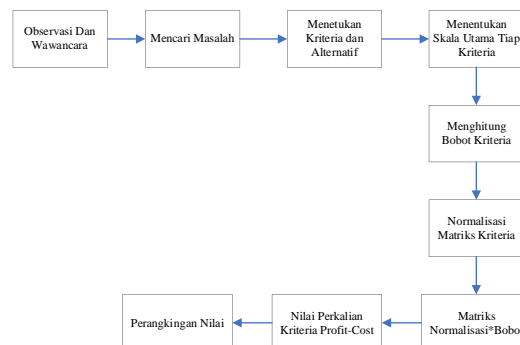 Observasi Dan
Wawancara
Mencari Masalah
Menetukan
Kriteria dan
Alternatif
Menentukan
Skala Utama Tiap
Kriteria
Menghitung
Bobot Kriteria
Normalisasi
Matriks Kriteria
Matriks
Normalisasi*Bobo
Nilai Perkalian
Kriteria Profit-Cost
Perangkingan Nilai